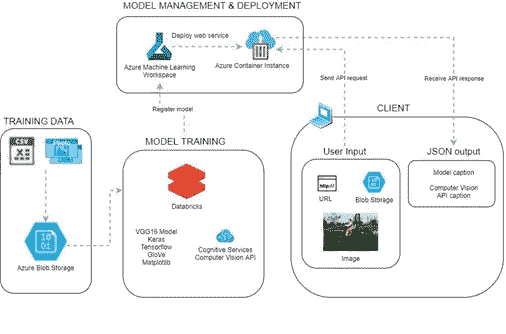 MODEL MANAGEMENT & DEPLOYMENT
Deploy web service
Azure Machine Learning
Workspace
Azure Container Instance
Send API request
Receive API response
Register model
TRAINING DATA
CSV
Azure Blob Storage
MODEL TRAINING
Databricks
VGG16 Model
Keras
Tensorflow
GloVe
Matplotlib
Cognitive Services
Computer Vision API
CLIENT
User Input
http://
URL
Blob Storage
Image
JSON output
Model caption
Computer Vision
API caption